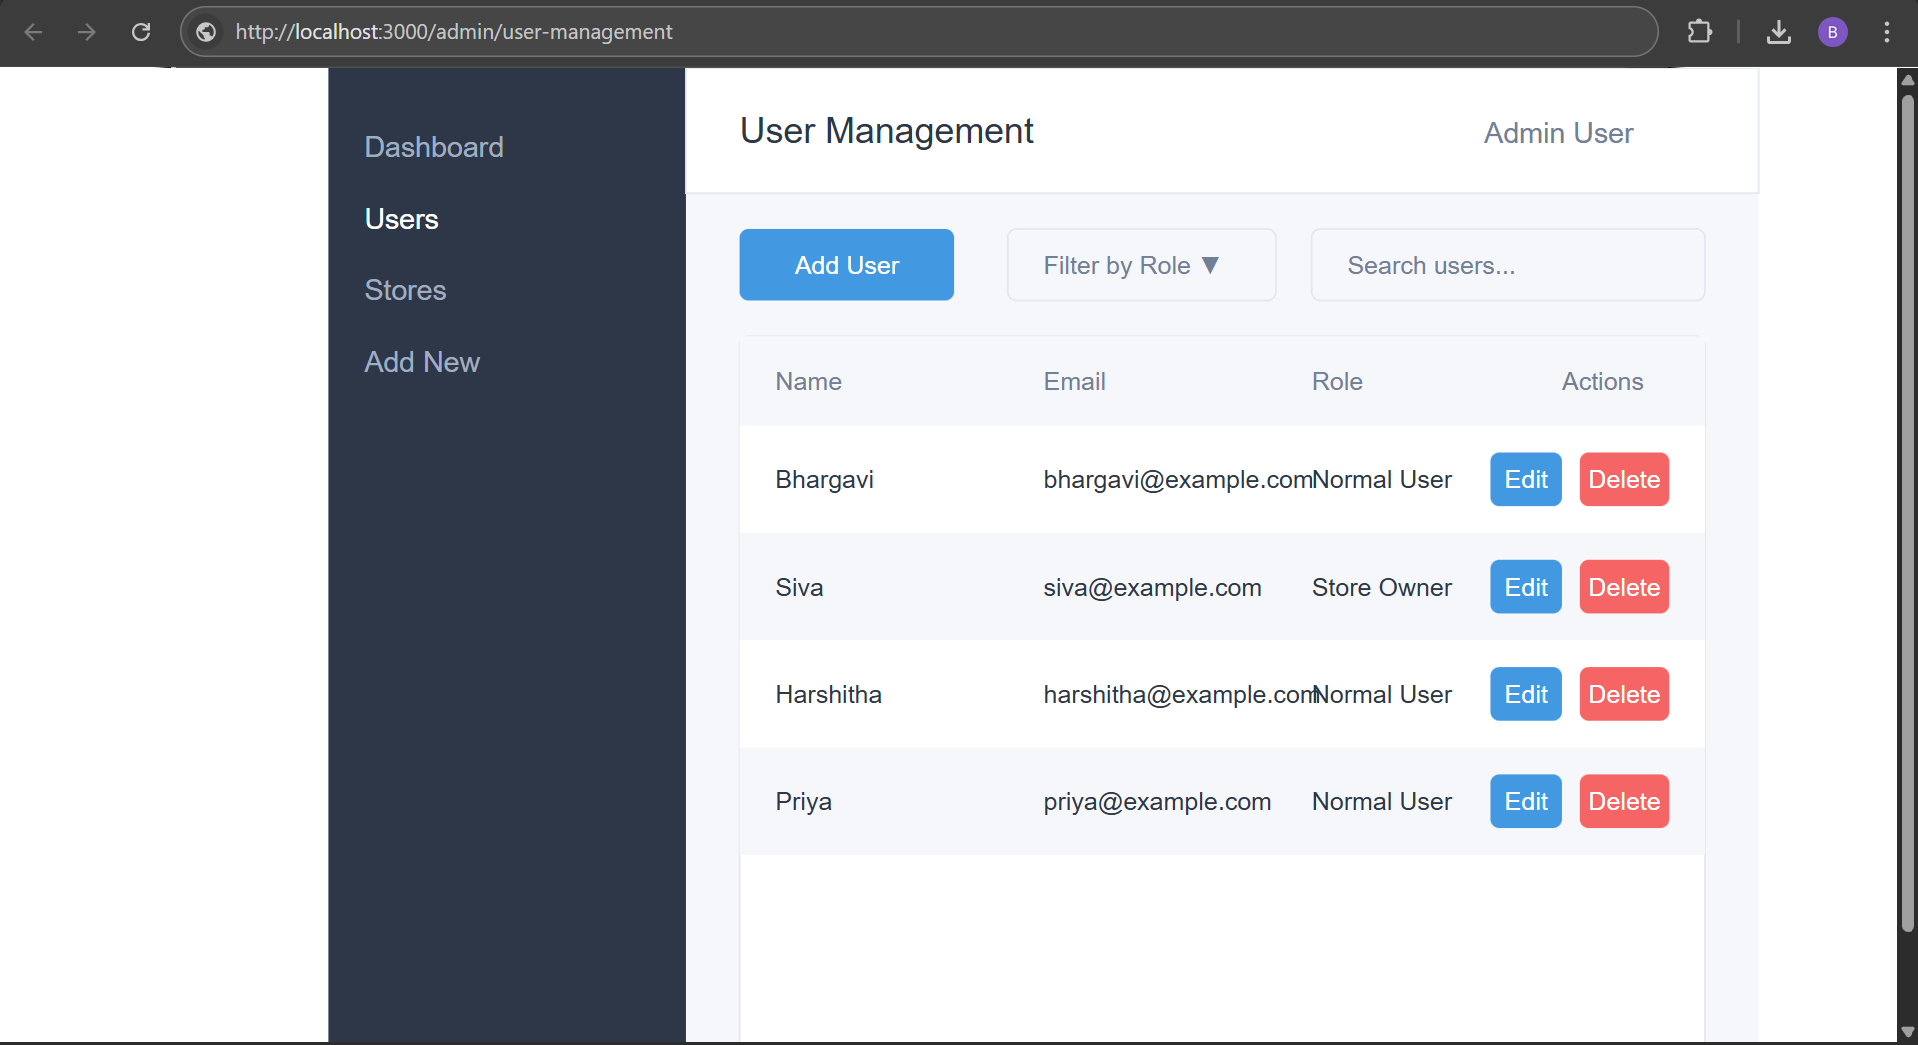 http://localhost:3000/admin/user-management
B
Dashboard
Users
Stores
Add New
User Management
Admin User
Add User
Filter by Role ▼
Search users...
Name Email Role Actions
Bhargavi bhargavi@example.com Normal User Edit Delete
Siva siva@example.com Store Owner Edit Delete
Harshitha harshitha@example.com Normal User Edit Delete
Priya priya@example.com Normal User Edit Delete